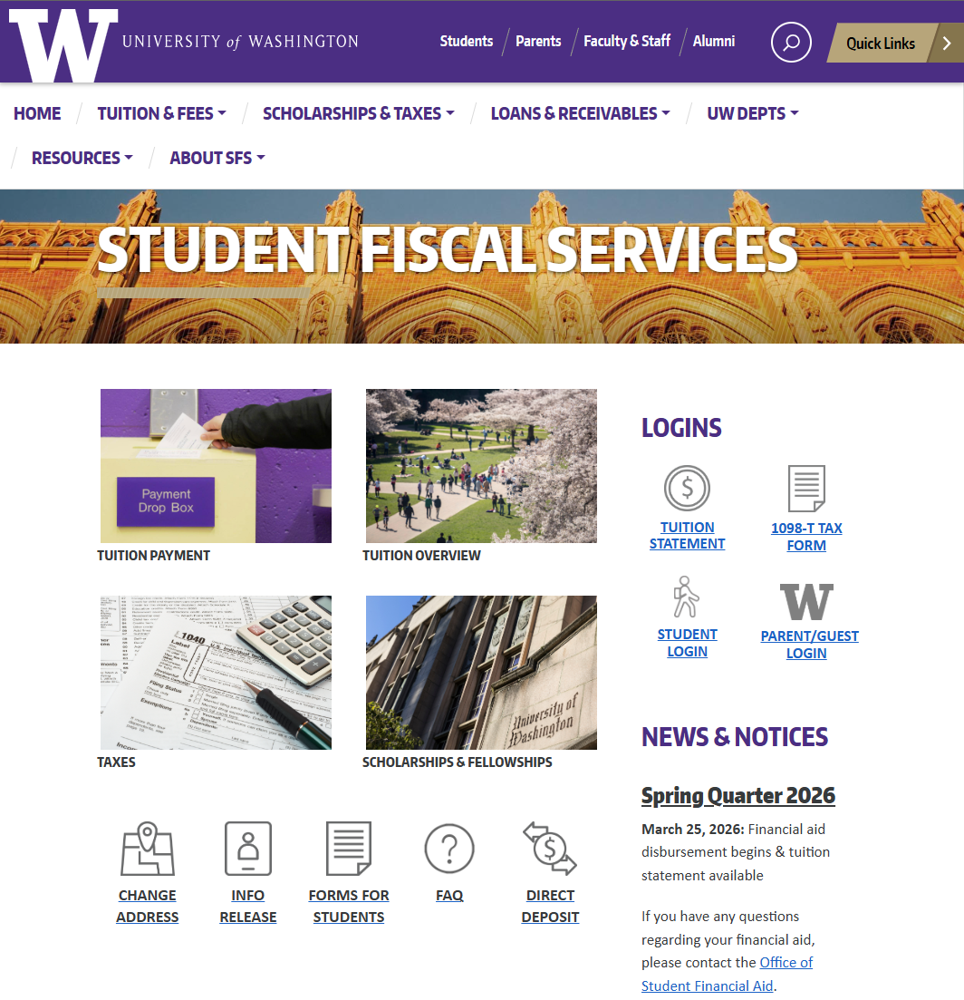 W UNIVERSITY of WASHINGTON
Students Parents Faculty & Staff Alumni
Quick Links
HOME TUITION & FEES SCHOLARSHIPS & TAXES LOANS & RECEIVABLES UW DEPTS
RESOURCES ABOUT SFS
STUDENT FISCAL SERVICES
Payment
Drop Box
TUITION PAYMENT
TUITION OVERVIEW
1040
Label
Filing Status
Exemptions
TAXES
University of
Washington
SCHOLARSHIPS & FELLOWSHIPS
CHANGE
ADDRESS
INFO
RELEASE
FORMS FOR
STUDENTS
FAQ
DIRECT
DEPOSIT
LOGINS
TUITION
STATEMENT
1098-T TAX
FORM
STUDENT
LOGIN
W
PARENT/GUEST
LOGIN
NEWS & NOTICES
Spring Quarter 2026
March 25, 2026: Financial aid
disbursement begins & tuition
statement available
If you have any questions
regarding your financial aid,
please contact the Office of
Student Financial Aid.